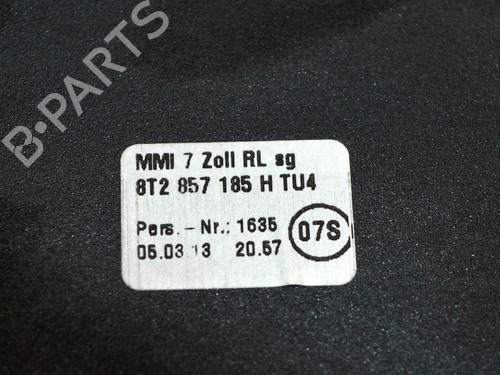 B-PARTS
MMI 7 Zoll RL sg
8T2 857 185 H TU4
Pers. - Nr.: 1635
05.03 13 20.57
07S